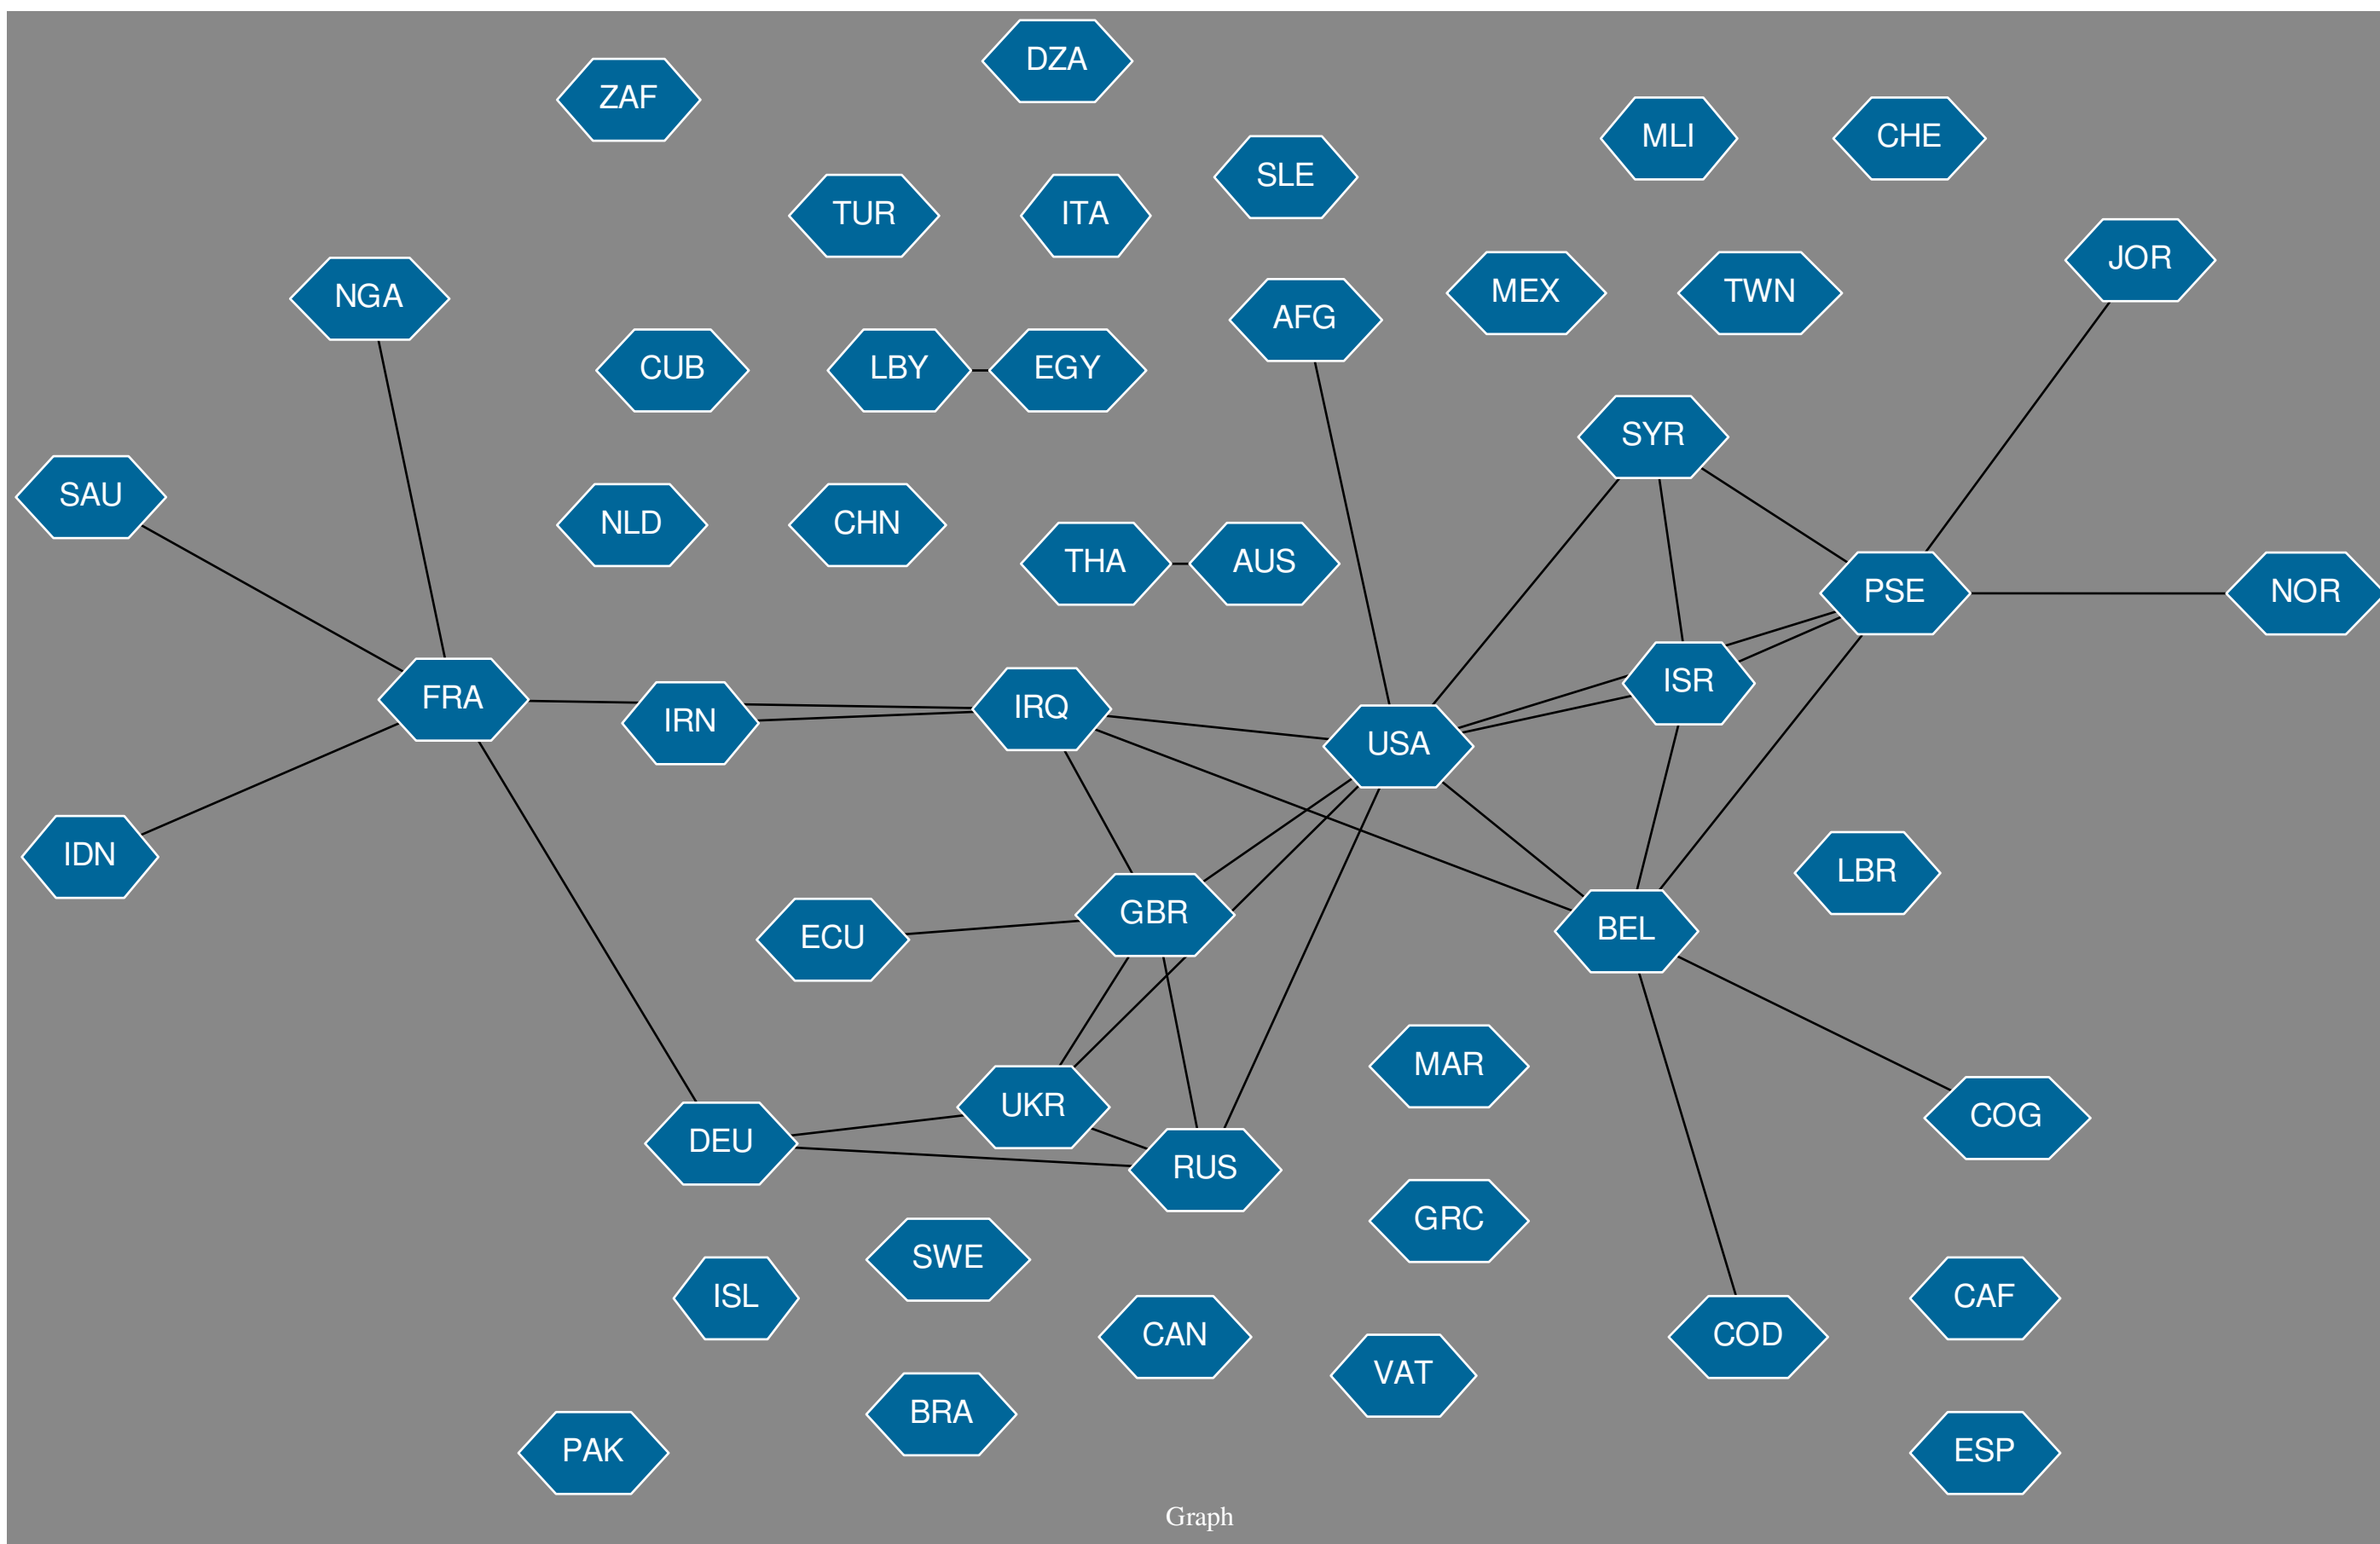 DZA
ZAF
MLI
CHE
SLE
TUR
ITA
JOR
NGA
MEX
TWN
AFG
CUB
LBY
EGY
SYR
SAU
NLD
CHN
THA
AUS
PSE
NOR
FRA
IRN
IRQ
ISR
USA
IDN
LBR
GBR
ECU
BEL
MAR
UKR
COG
DEU
RUS
GRC
SWE
ISL
CAF
CAN
COD
VAT
BRA
PAK
ESP
Graph